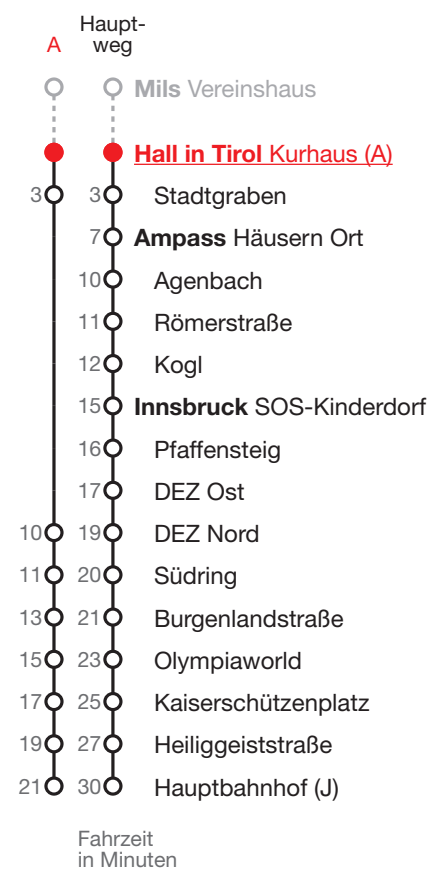 Haupt-
A weg
Mils Vereinshaus
Hall in Tirol Kurhaus (A)
3 3 Stadtgraben
7 Ampass Häusern Ort
10 Agenbach
11 Römerstraße
12 Kogl
15 Innsbruck SOS-Kinderdorf
16 Pfaffensteig
17 DEZ Ost
10 19 DEZ Nord
11 20 Südring
13 21 Burgenlandstraße
15 23 Olympiaworld
17 25 Kaiserschützenplatz
19 27 Heiliggeiststraße
21 30 Hauptbahnhof (J)
Fahrzeit
in Minuten